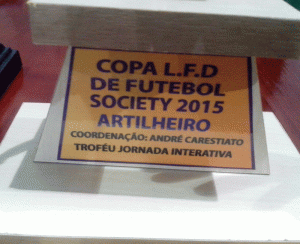 COPA L.F.D
DE FUTEBOL
SOCIETY 2015
ARTILHEIRO
COORDENAÇÃO: ANDRÉ CARESTIATO
TROFÉU JORNADA INTERATIVA